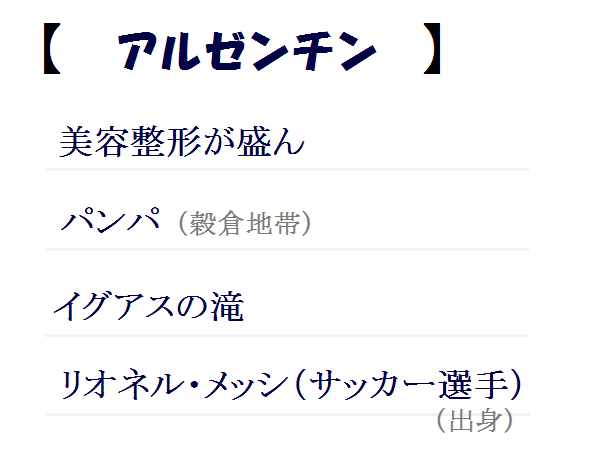 【 アルゼンチン 】
美容整形が盛ん
パンパ（穀倉地帯）
イグアスの滝
リオネル・メッシ（サッカー選手）
（出身）